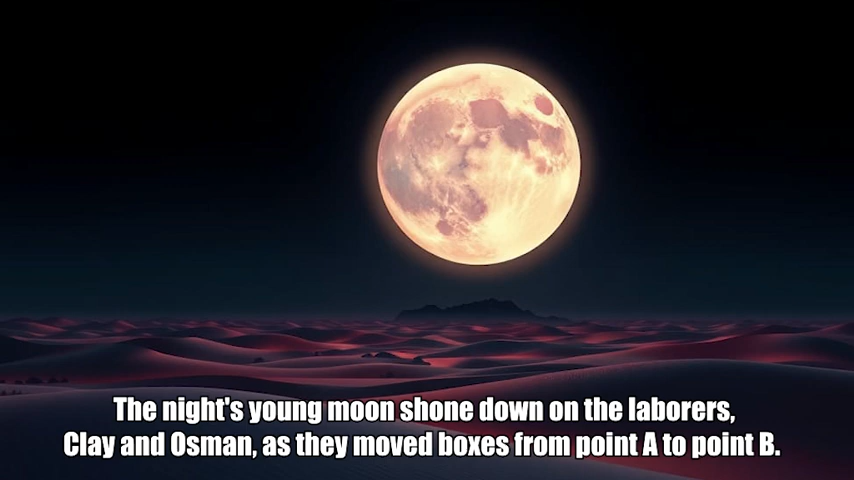 The night's young moon shone down on the laborers,
Clay and Osman, as they moved boxes from point A to point B.